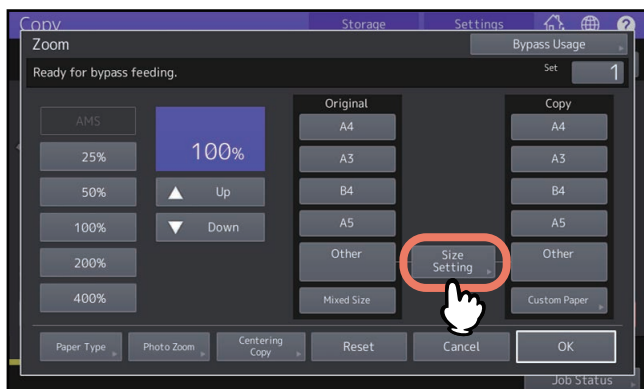 Copy
Storage
Settings
Zoom
Bypass Usage
Ready for bypass feeding.
Set
1
Original
Copy
AMS
100%
A4
A4
25%
A3
A3
50%
Up
B4
B4
100%
Down
A5
A5
200%
Other
Size
Setting
Other
400%
Mixed Size
Custom Paper
Paper Type
Photo Zoom
Centering
Copy
Reset
Cancel
OK
Job Status